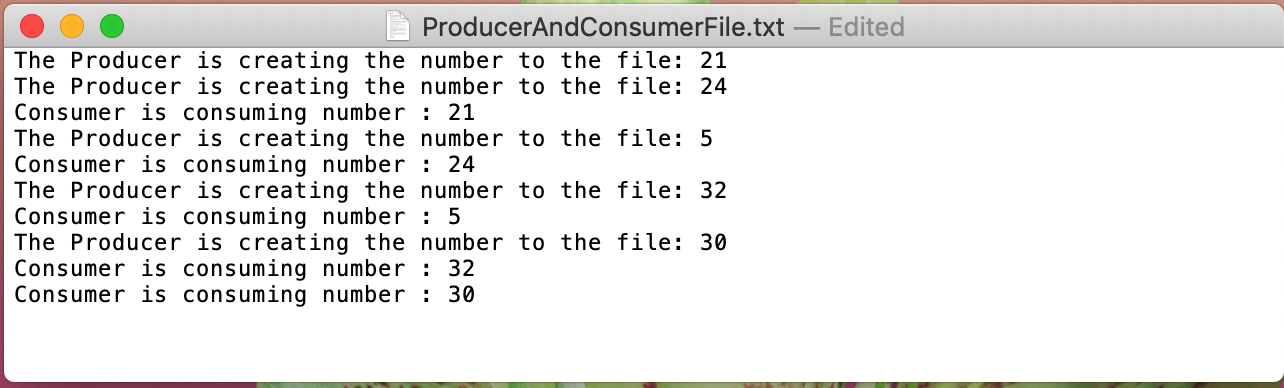 ProducerAndConsumerFile.txt — Edited
The Producer is creating the number to the file: 21
The Producer is creating the number to the file: 24
Consumer is consuming number : 21
The Producer is creating the number to the file: 5
Consumer is consuming number : 24
The Producer is creating the number to the file: 32
Consumer is consuming number : 5
The Producer is creating the number to the file: 30
Consumer is consuming number : 32
Consumer is consuming number : 30